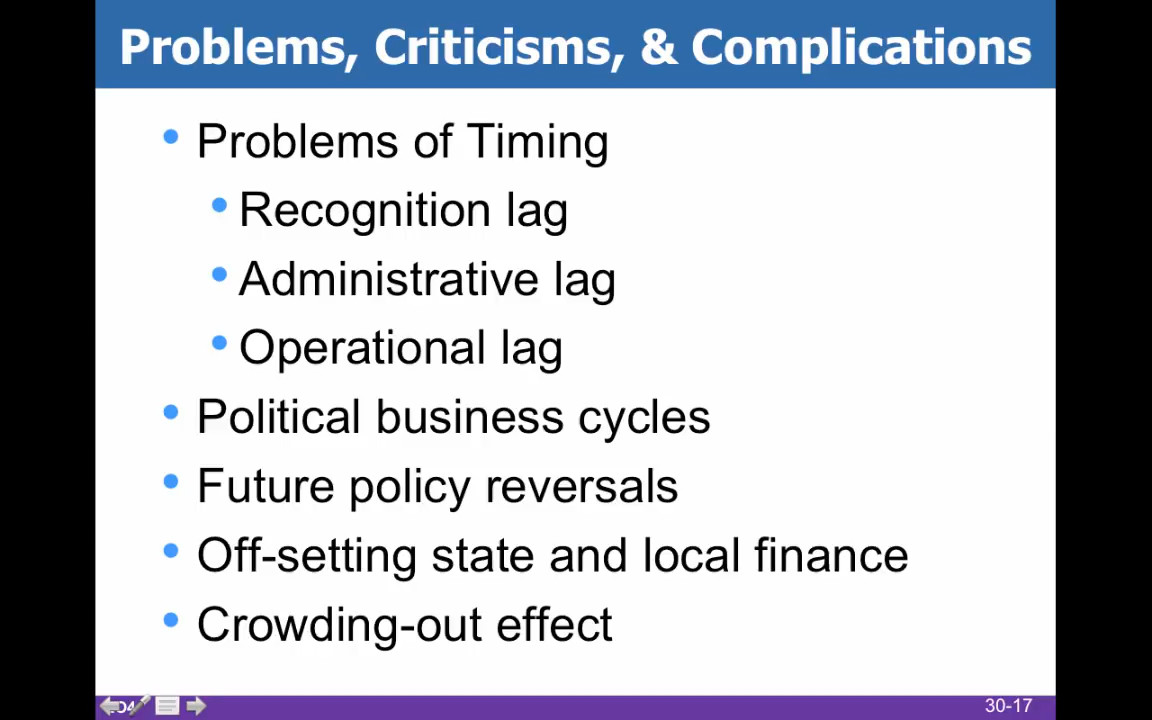 Problems, Criticisms, & Complications
• Problems of Timing
• Recognition lag
• Administrative lag
• Operational lag
• Political business cycles
• Future policy reversals
• Off-setting state and local finance
• Crowding-out effect
30-17